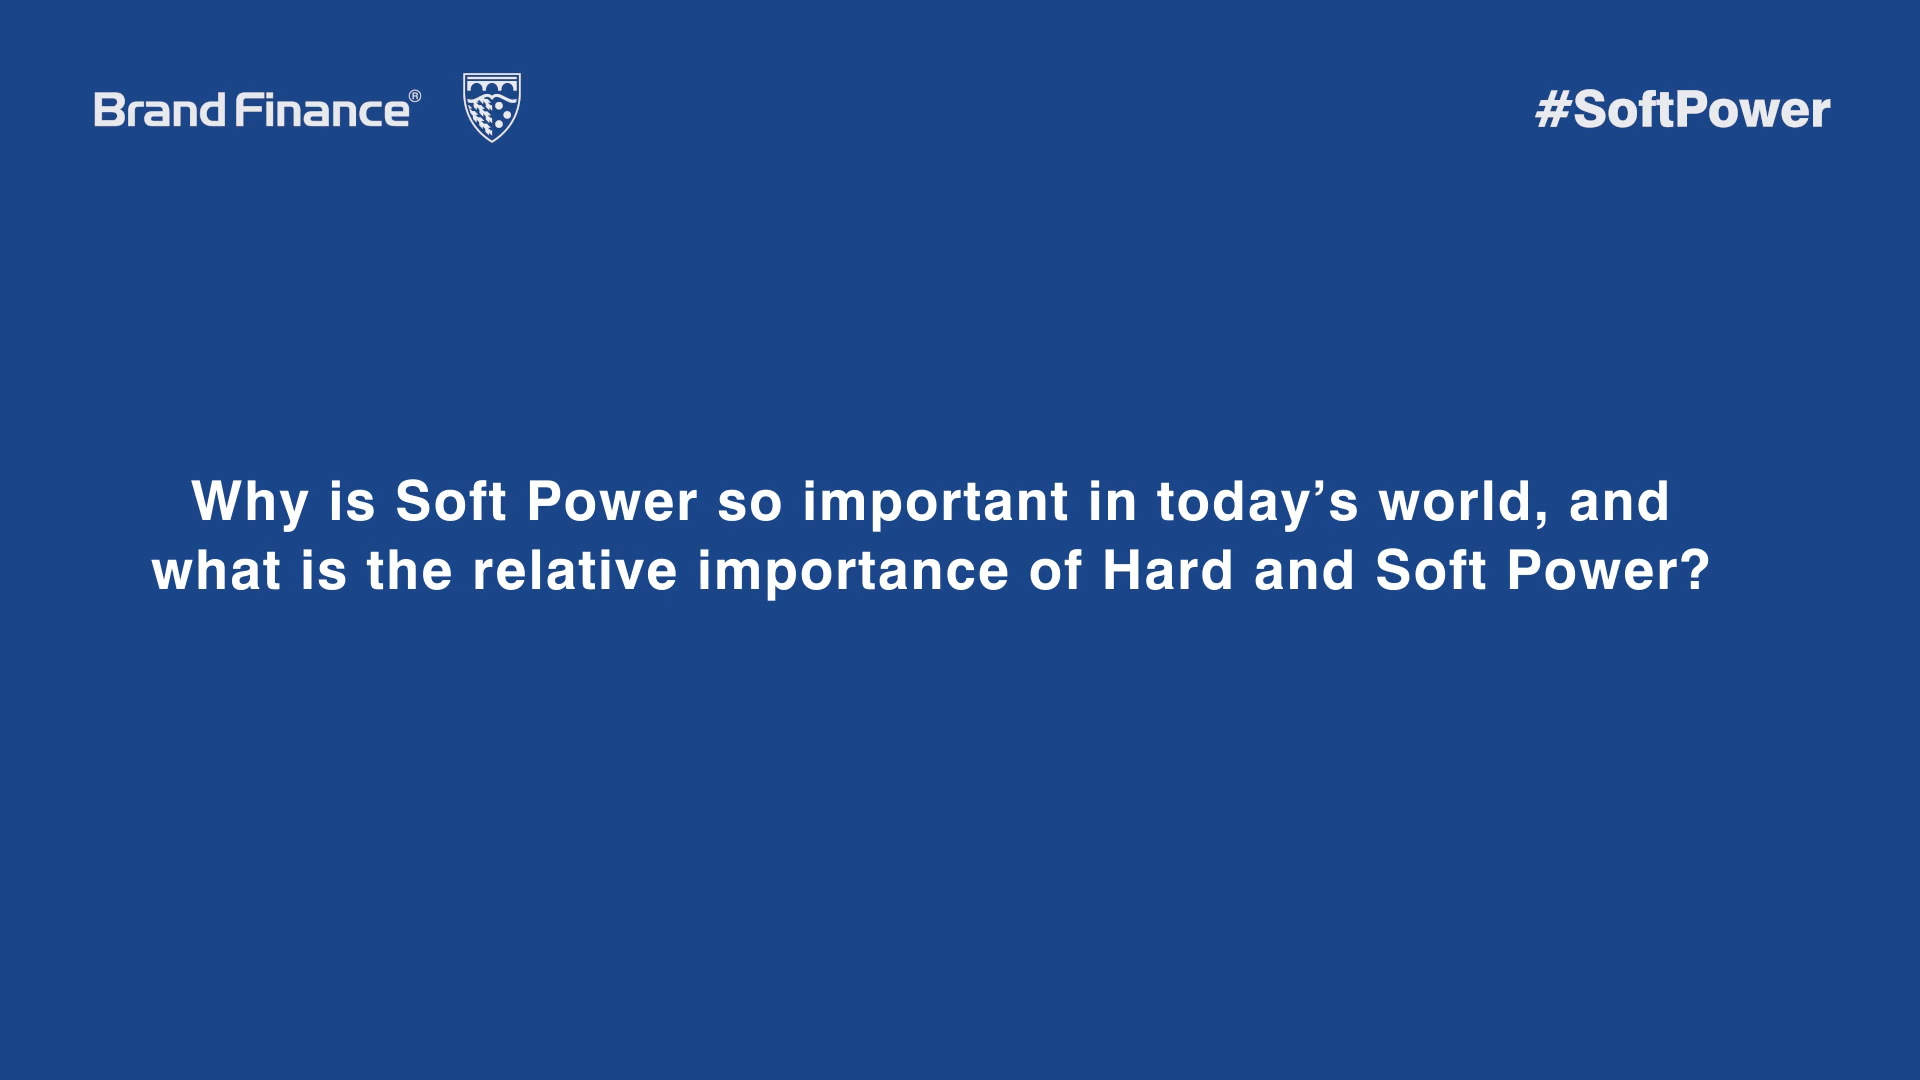 Brand Finance®
#SoftPower
Why is Soft Power so important in today’s world, and
what is the relative importance of Hard and Soft Power?